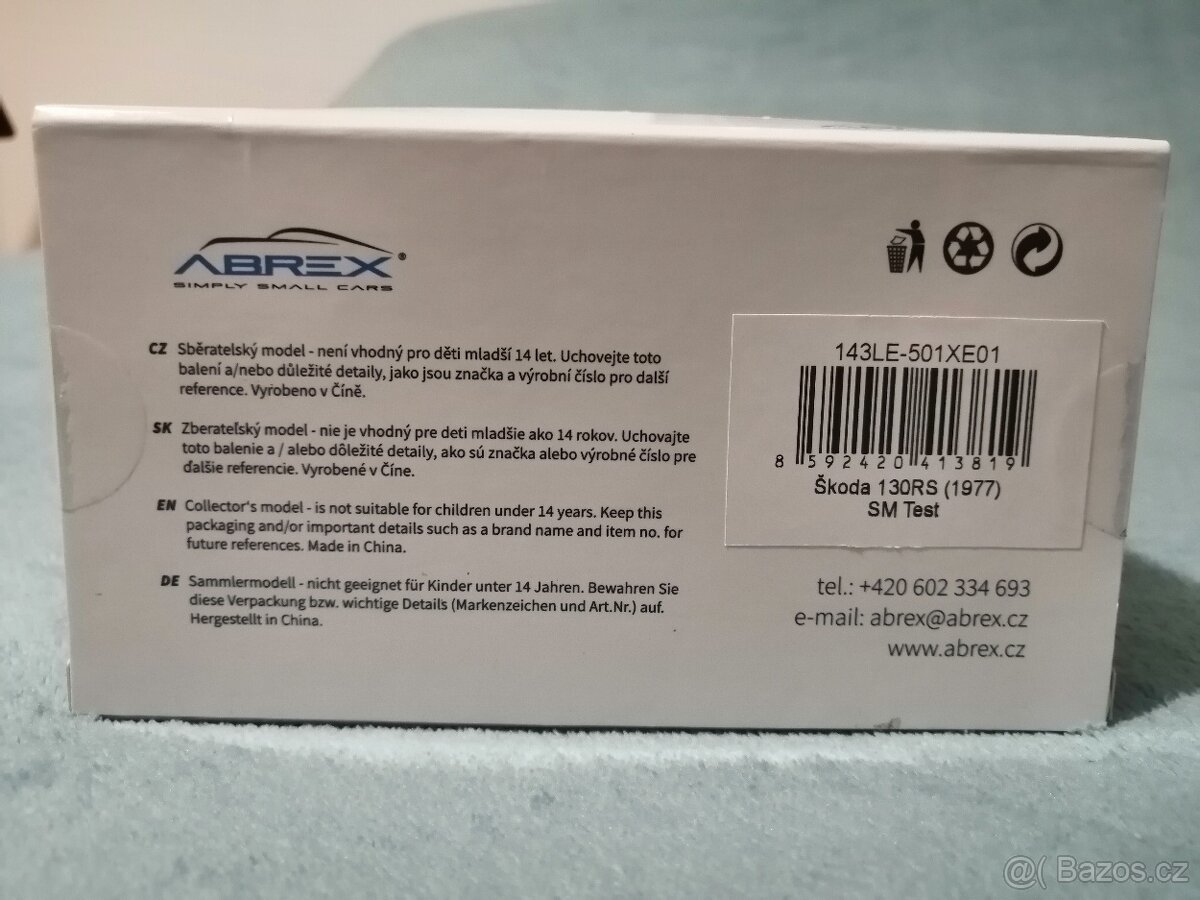 ABREX®
SIMPLY SMALL CARS
CZ Sběratelský model - není vhodný pro děti mladší 14 let. Uchovejte toto
balení a/nebo důležité detaily, jako jsou značka a výrobní číslo pro další
reference. Vyrobeno v Číně.
SK Zberateľský model - nie je vhodný pre deti mladšie ako 14 rokov. Uchovajte
toto balenie a / alebo dôležité detaily, ako sú značka alebo výrobné číslo pre
ďalšie referencie. Vyrobené v Číne.
EN Collector's model - is not suitable for children under 14 years. Keep this
packaging and/or important details such as a brand name and item no. for
future references. Made in China.
DE Sammlermodell - nicht geeignet für Kinder unter 14 Jahren. Bewahren Sie
diese Verpackung bzw. wichtige Details (Markenzeichen und Art.Nr.) auf.
Hergestellt in China.
143LE-501XE01
8 592420 413819
Škoda 130RS (1977)
SM Test
tel.: +420 602 334 693
e-mail: abrex@abrex.cz
www.abrex.cz
@( Bazos.cz